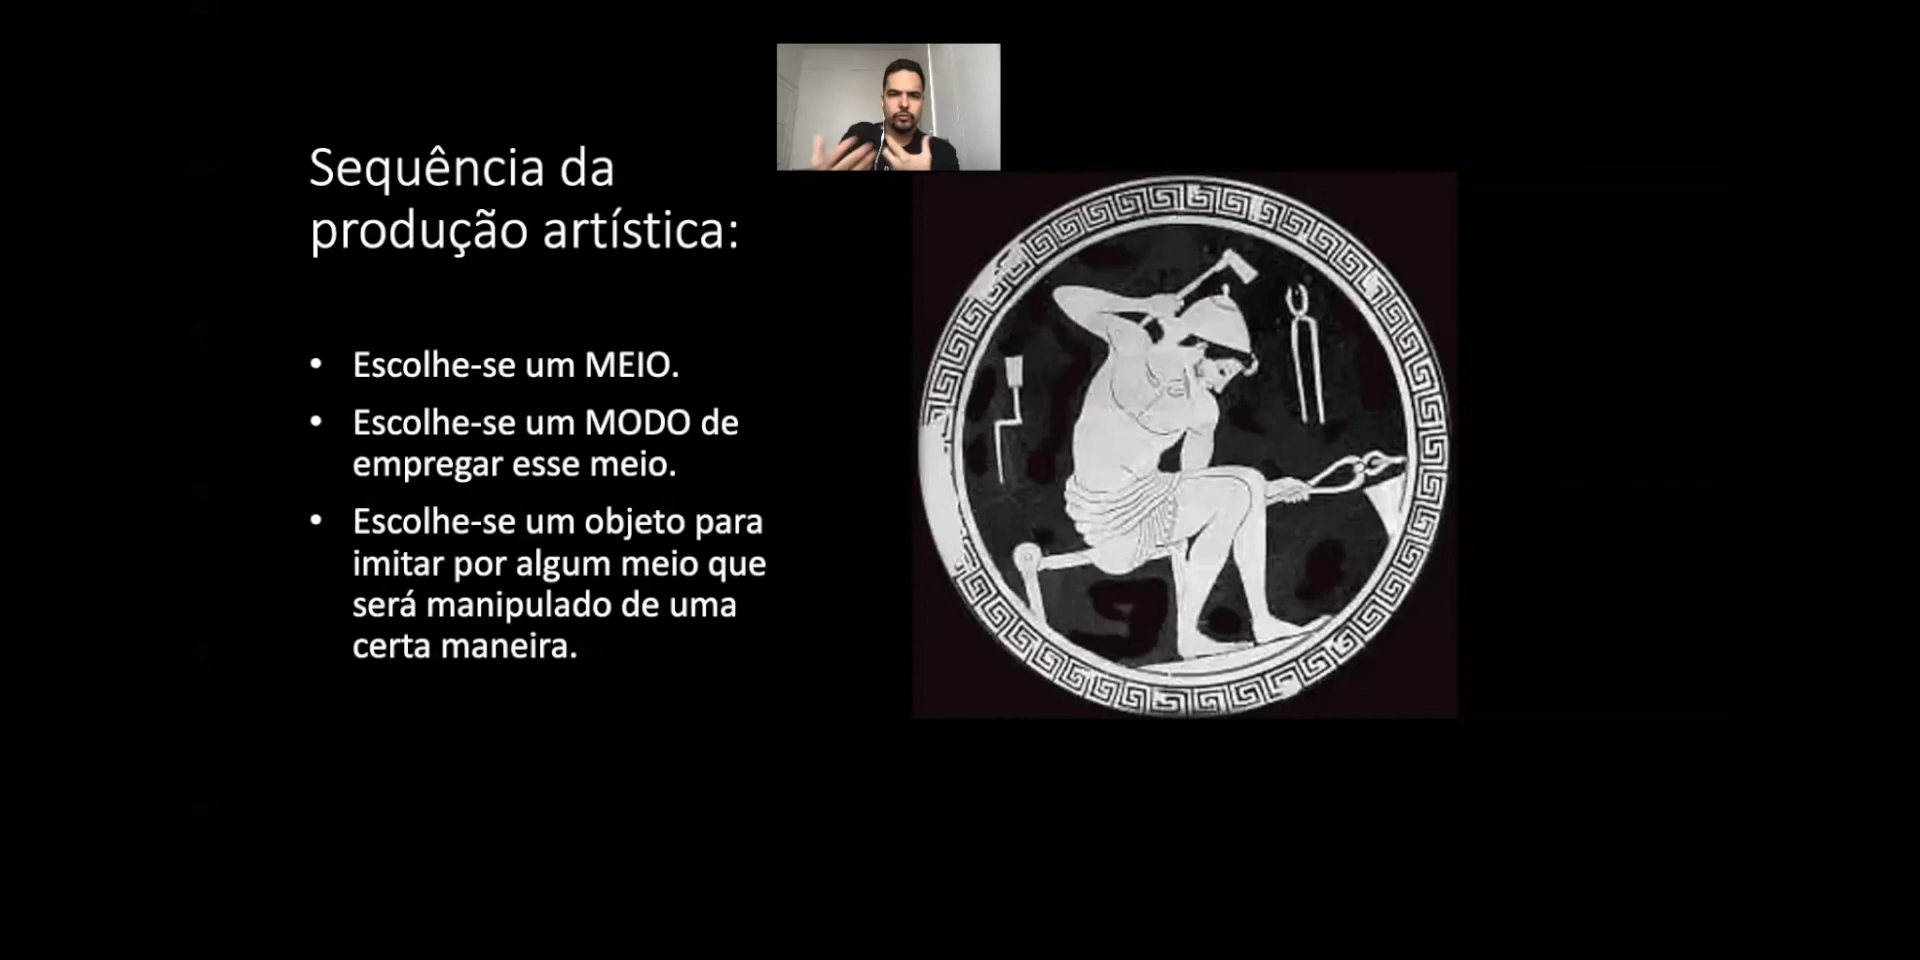 Sequência da
produção artística:
• Escolhe-se um MEIO.
• Escolhe-se um MODO de
empregar esse meio.
• Escolhe-se um objeto para
imitar por algum meio que
será manipulado de uma
certa maneira.